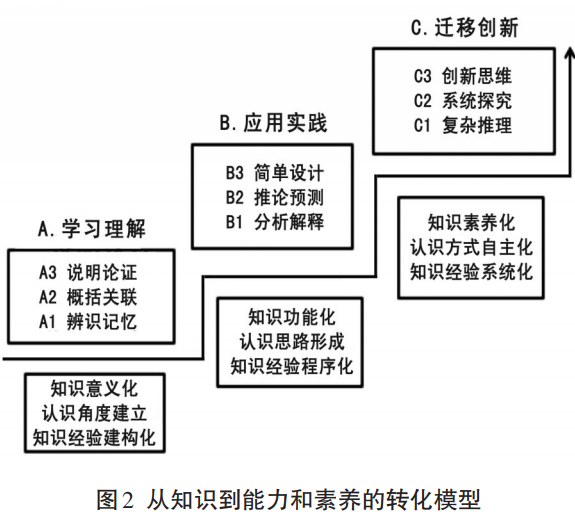 C.迁移创新
C3 创新思维
C2 系统探究
C1 复杂推理
B.应用实践
B3 简单设计
B2 推论预测
B1 分析解释
A.学习理解
A3 说明论证
A2 概括关联
A1 辨识记忆
知识素养化
认识方式自主化
知识经验系统化
知识功能化
认识思路形成
知识经验程序化
知识意义化
认识角度建立
知识经验建构化
图2 从知识到能力和素养的转化模型